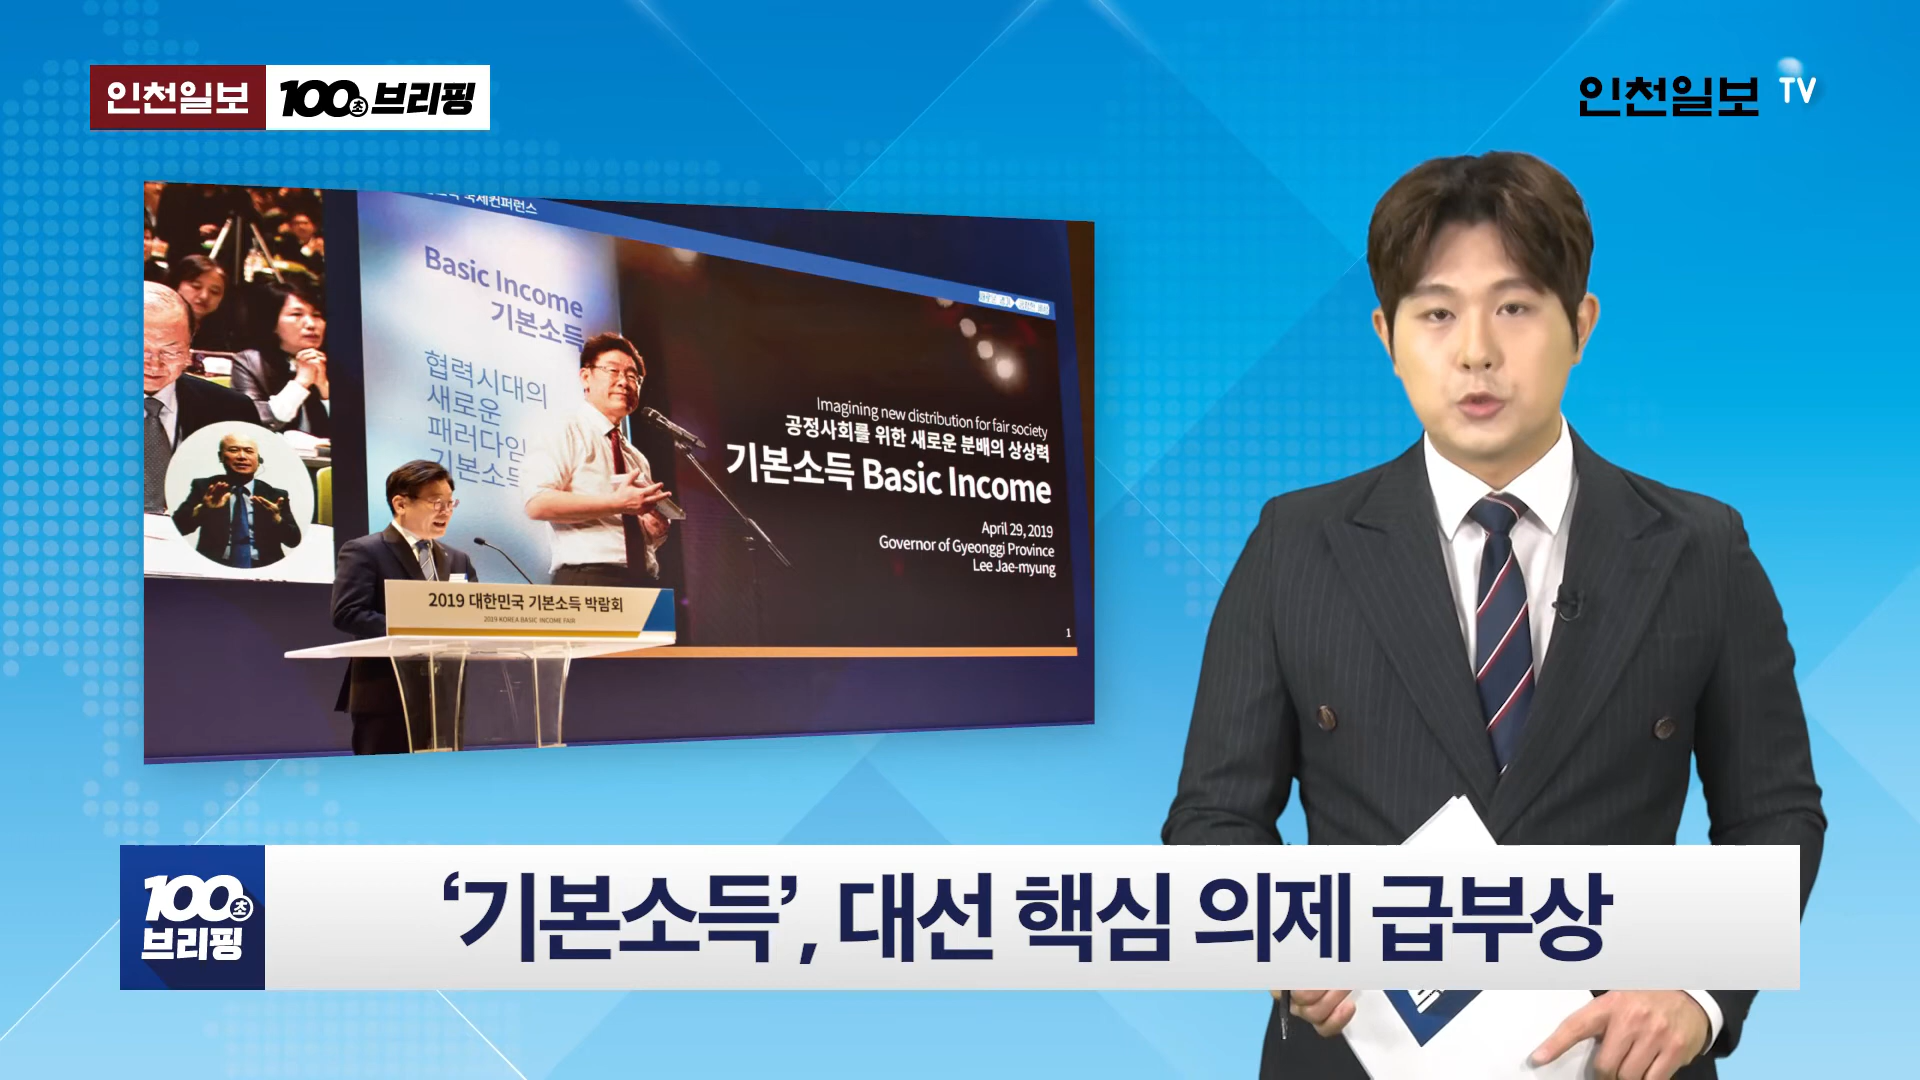 인천일보 100초 브리핑
인천일보 TV
국제컨퍼런스
Basic Income
기본소득
협력시대의
새로운
패러다임
기본소득
Imagining new distribution for fair society
공정사회를 위한 새로운 분배의 상상력
기본소득 Basic Income
April 29, 2019
Governor of Gyeonggi Province
Lee Jae-myung
1
2019 대한민국 기본소득 박람회
2019 KOREA BASIC INCOME FAIR
100초
브리핑
‘기본소득’, 대선 핵심 의제 급부상